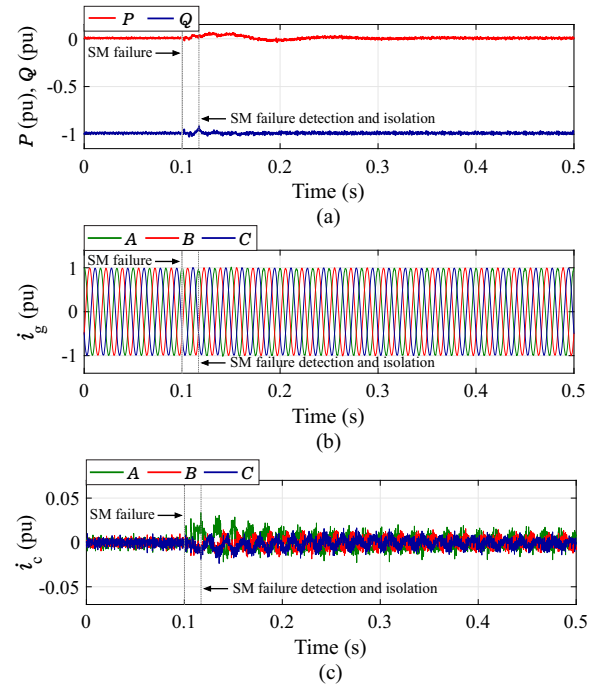 P Q
0
SM failure
-0.5
SM failure detection and isolation
-1
P (pu), Q (pu)
0 0.1 0.2 0.3 0.4 0.5
Time (s)
(a)
A B C
SM failure
1
0
-1
i_g (pu)
SM failure detection and isolation
0 0.1 0.2 0.3 0.4 0.5
Time (s)
(b)
A B C
0.05
SM failure
0
-0.05
i_c (pu)
SM failure detection and isolation
0 0.1 0.2 0.3 0.4 0.5
Time (s)
(c)